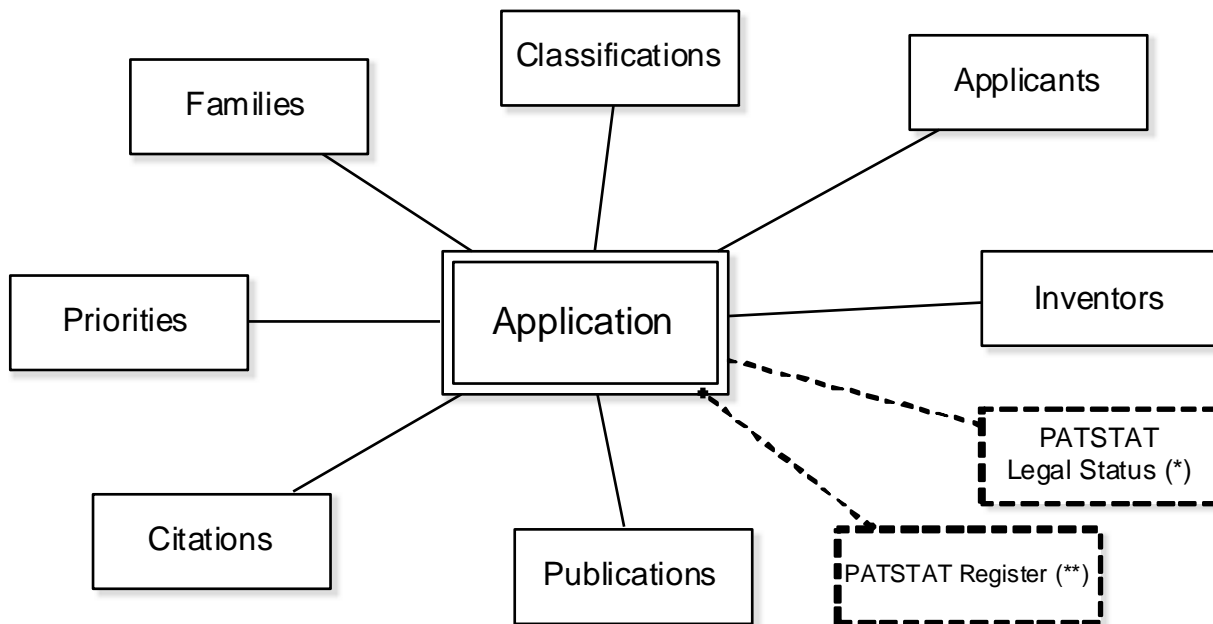 Classifications
Applicants
Families
Application
Inventors
Priorities
PATSTAT
Legal Status (*)
Citations
Publications
PATSTAT Register (**)